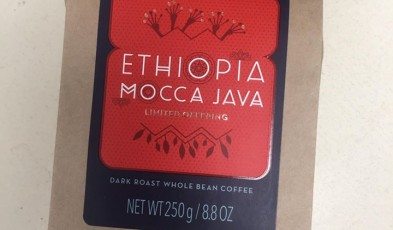 ETHIOPIA
MOCCA JAVA
LIMITED OFFERING
DARK ROAST WHOLE BEAN COFFEE
NET WT 250 g / 8.8 OZ